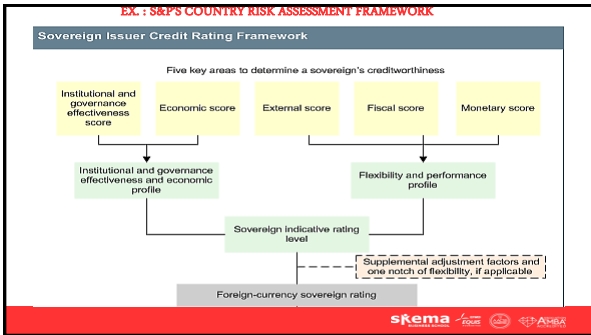 EX. : S&P'S COUNTRY RISK ASSESSMENT FRAMEWORK
Sovereign Issuer Credit Rating Framework
Five key areas to determine a sovereign's creditworthiness
Institutional and
governance
effectiveness
score
Economic score
External score
Fiscal score
Monetary score
Institutional and governance
effectiveness and economic
profile
Flexibility and performance
profile
Sovereign indicative rating
level
Supplemental adjustment factors and
one notch of flexibility, if applicable
Foreign-currency sovereign rating
skema
BUSINESS SCHOOL
EQUIS
AMBA